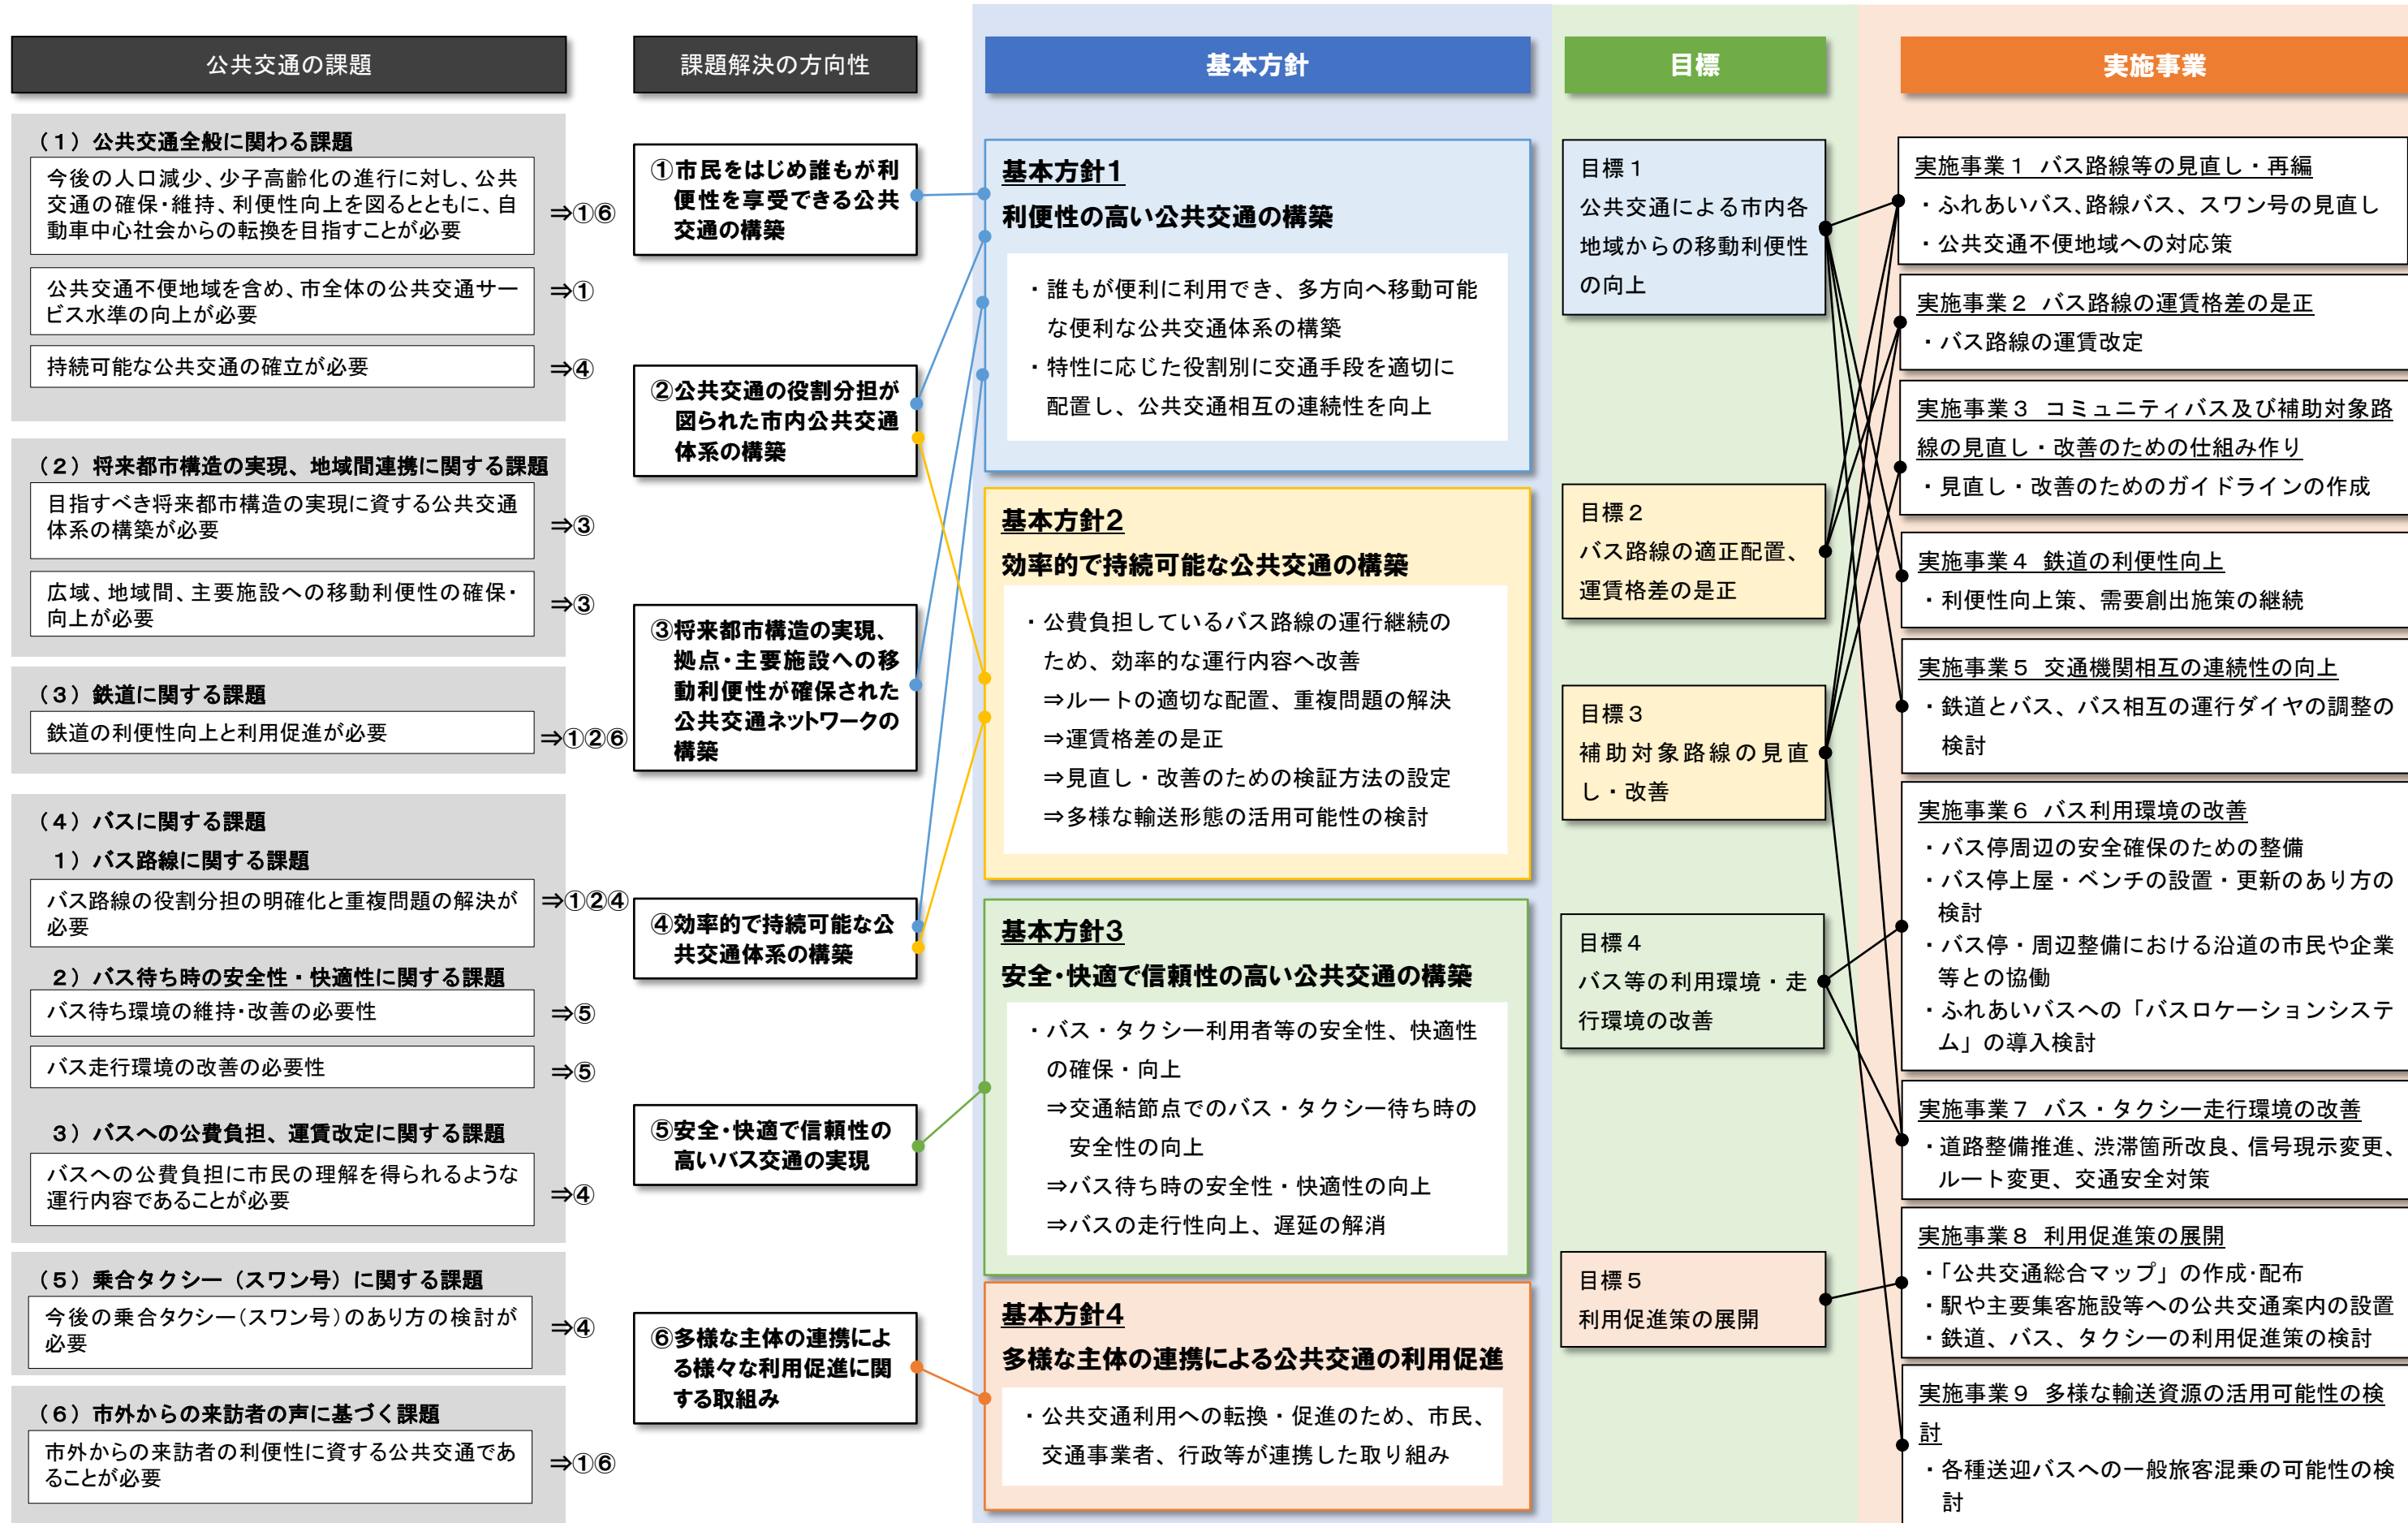 公共交通の課題
(1)公共交通全般に関わる課題
今後の人口減少、少子高齢化の進行に対し、公共
交通の確保・維持、利便性向上を図るとともに、自
動車中心社会からの転換を目指すことが必要
⇒①⑥
公共交通不便地域を含め、市全体の公共交通サー
ビス水準の向上が必要
⇒①
持続可能な公共交通の確立が必要
⇒④
(2)将来都市構造の実現、地域間連携に関する課題
目指すべき将来都市構造の実現に資する公共交通
体系の構築が必要
⇒③
広域、地域間、主要施設への移動利便性の確保・
向上が必要
⇒③
(3)鉄道に関する課題
鉄道の利便性向上と利用促進が必要
⇒①②⑥
(4)バスに関する課題
1)バス路線に関する課題
バス路線の役割分担の明確化と重複問題の解決が
必要
⇒①②④
2)バス待ち時の安全性・快適性に関する課題
バス待ち環境の維持・改善の必要性
⇒⑤
バス走行環境の改善の必要性
⇒⑤
3)バスへの公費負担、運賃改定に関する課題
バスへの公費負担に市民の理解を得られるような
運行内容であることが必要
⇒④
(5)乗合タクシー(スワン号)に関する課題
今後の乗合タクシー(スワン号)のあり方の検討が
必要
⇒④
(6)市外からの来訪者の声に基づく課題
市外からの来訪者の利便性に資する公共交通であ
ることが必要
⇒①⑥
課題解決の方向性
①市民をはじめ誰もが利
便性を享受できる公共
交通の構築
②公共交通の役割分担が
図られた市内公共交通
体系の構築
③将来都市構造の実現、
拠点・主要施設への移
動利便性が確保された
公共交通ネットワークの
構築
④効率的で持続可能な公
共交通体系の構築
⑤安全・快適で信頼性の
高いバス交通の実現
⑥多様な主体の連携によ
る様々な利用促進に関
する取組み
基本方針
基本方針1
利便性の高い公共交通の構築
・誰もが便利に利用でき、多方向へ移動可能
な便利な公共交通体系の構築
・特性に応じた役割別に交通手段を適切に
配置し、公共交通相互の連続性を向上
基本方針2
効率的で持続可能な公共交通の構築
・公費負担しているバス路線の運行継続の
ため、効率的な運行内容へ改善
⇒ルートの適切な配置、重複問題の解決
⇒運賃格差の是正
⇒見直し・改善のための検証方法の設定
⇒多様な輸送形態の活用可能性の検討
基本方針3
安全・快適で信頼性の高い公共交通の構築
・バス・タクシー利用者等の安全性、快適性
の確保・向上
⇒交通結節点でのバス・タクシー待ち時の
安全性の向上
⇒バス待ち時の安全性・快適性の向上
⇒バスの走行性向上、遅延の解消
基本方針4
多様な主体の連携による公共交通の利用促進
・公共交通利用への転換・促進のため、市民、
交通事業者、行政等が連携した取り組み
目標
目標1
公共交通による市内各
地域からの移動利便性
の向上
目標2
バス路線の適正配置、
運賃格差の是正
目標3
補助対象路線の見直
し・改善
目標4
バス等の利用環境・走
行環境の改善
目標5
利用促進策の展開
実施事業
実施事業1 バス路線等の見直し・再編
・ふれあいバス、路線バス、スワン号の見直し
・公共交通不便地域への対応策
実施事業2 バス路線の運賃格差の是正
・バス路線の運賃改定
実施事業3 コミュニティバス及び補助対象路
線の見直し・改善のための仕組み作り
・見直し・改善のためのガイドラインの作成
実施事業4 鉄道の利便性向上
・利便性向上策、需要創出施策の継続
実施事業5 交通機関相互の連続性の向上
・鉄道とバス、バス相互の運行ダイヤの調整の
検討
実施事業6 バス利用環境の改善
・バス停周辺の安全確保のための整備
・バス停上屋・ベンチの設置・更新のあり方の
検討
・バス停・周辺整備における沿道の市民や企業
等との協働
・ふれあいバスへの「バスロケーションシステ
ム」の導入検討
実施事業7 バス・タクシー走行環境の改善
・道路整備推進、渋滞箇所改良、信号現示変更、
ルート変更、交通安全対策
実施事業8 利用促進策の展開
・「公共交通総合マップ」の作成・配布
・駅や主要集客施設等への公共交通案内の設置
・鉄道、バス、タクシーの利用促進策の検討
実施事業9 多様な輸送資源の活用可能性の検
討
・各種送迎バスへの一般旅客混乗の可能性の検
討